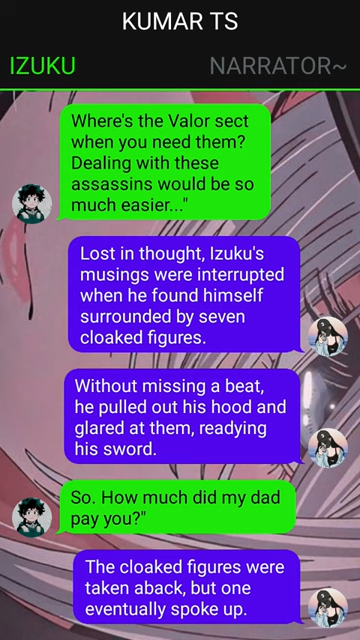 KUMAR TS
IZUKU
NARRATOR~
Where's the Valor sect
when you need them?
Dealing with these
assassins would be so
much easier..."
Lost in thought, Izuku's
musings were interrupted
when he found himself
surrounded by seven
cloaked figures.
Without missing a beat,
he pulled out his hood and
glared at them, readying
his sword.
So. How much did my dad
pay you?"
The cloaked figures were
taken aback, but one
eventually spoke up.